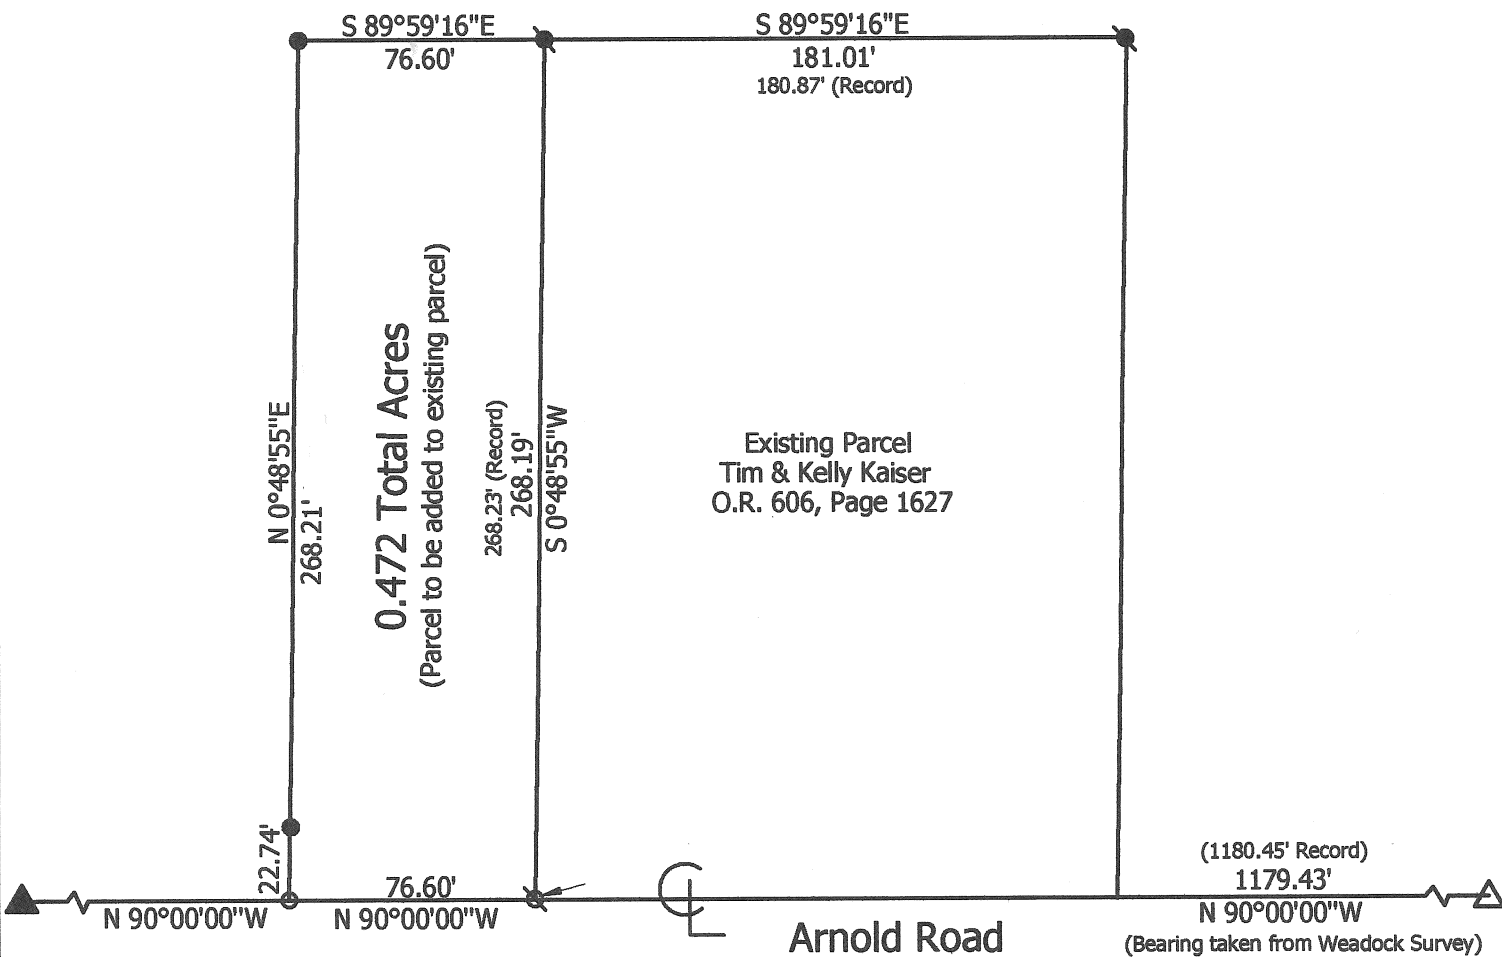 S 89°59'16"E
76.60'
S 89°59'16"E
181.01'
180.87' (Record)
N 0°48'55"E
268.21'
0.472 Total Acres
(Parcel to be added to existing parcel)
268.23' (Record)
268.19'
S 0°48'55"W
Existing Parcel
Tim & Kelly Kaiser
O.R. 606, Page 1627
22.74'
N 90°00'00"W
76.60'
N 90°00'00"W
CL
Arnold Road
(1180.45' Record)
1179.43'
N 90°00'00"W
(Bearing taken from Weadock Survey)